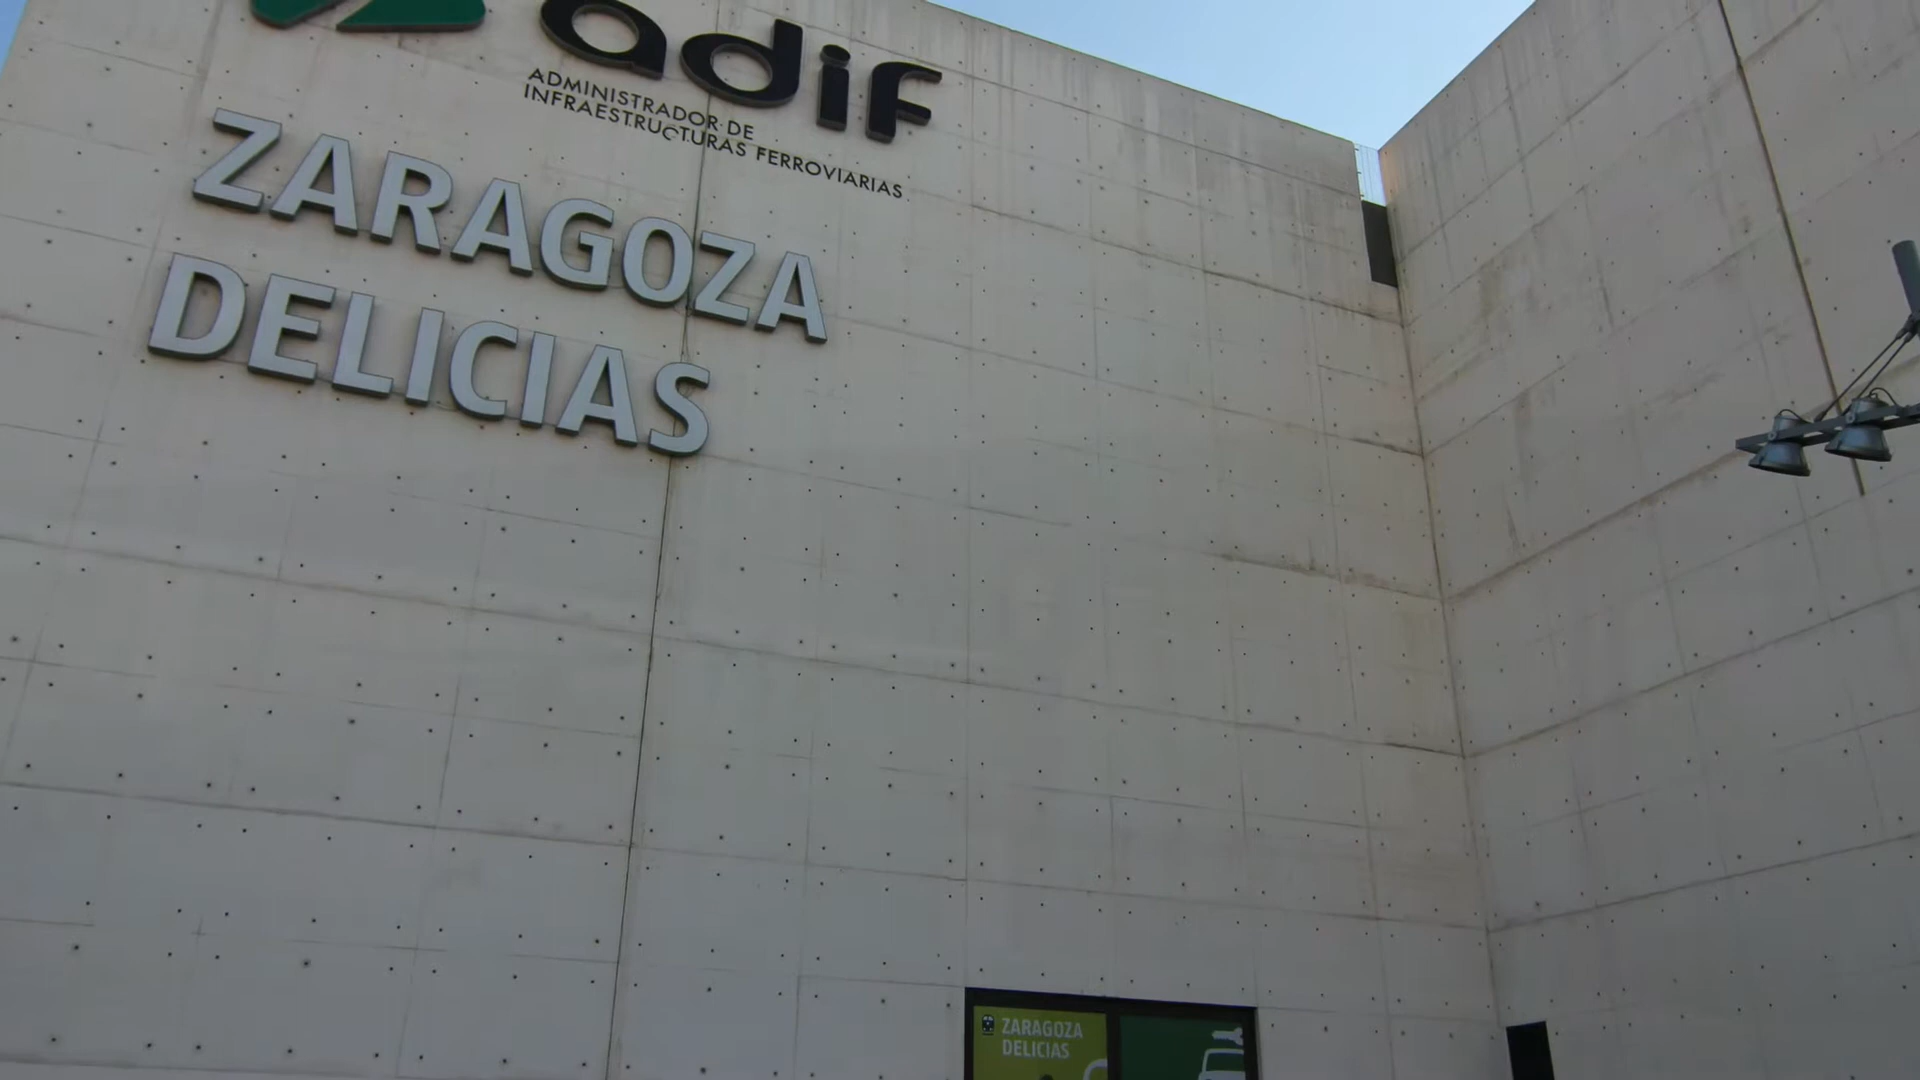 adif
ADMINISTRADOR DE
INFRAESTRUCTURAS FERROVIARIAS
ZARAGOZA
DELICIAS
ZARAGOZA
DELICIAS